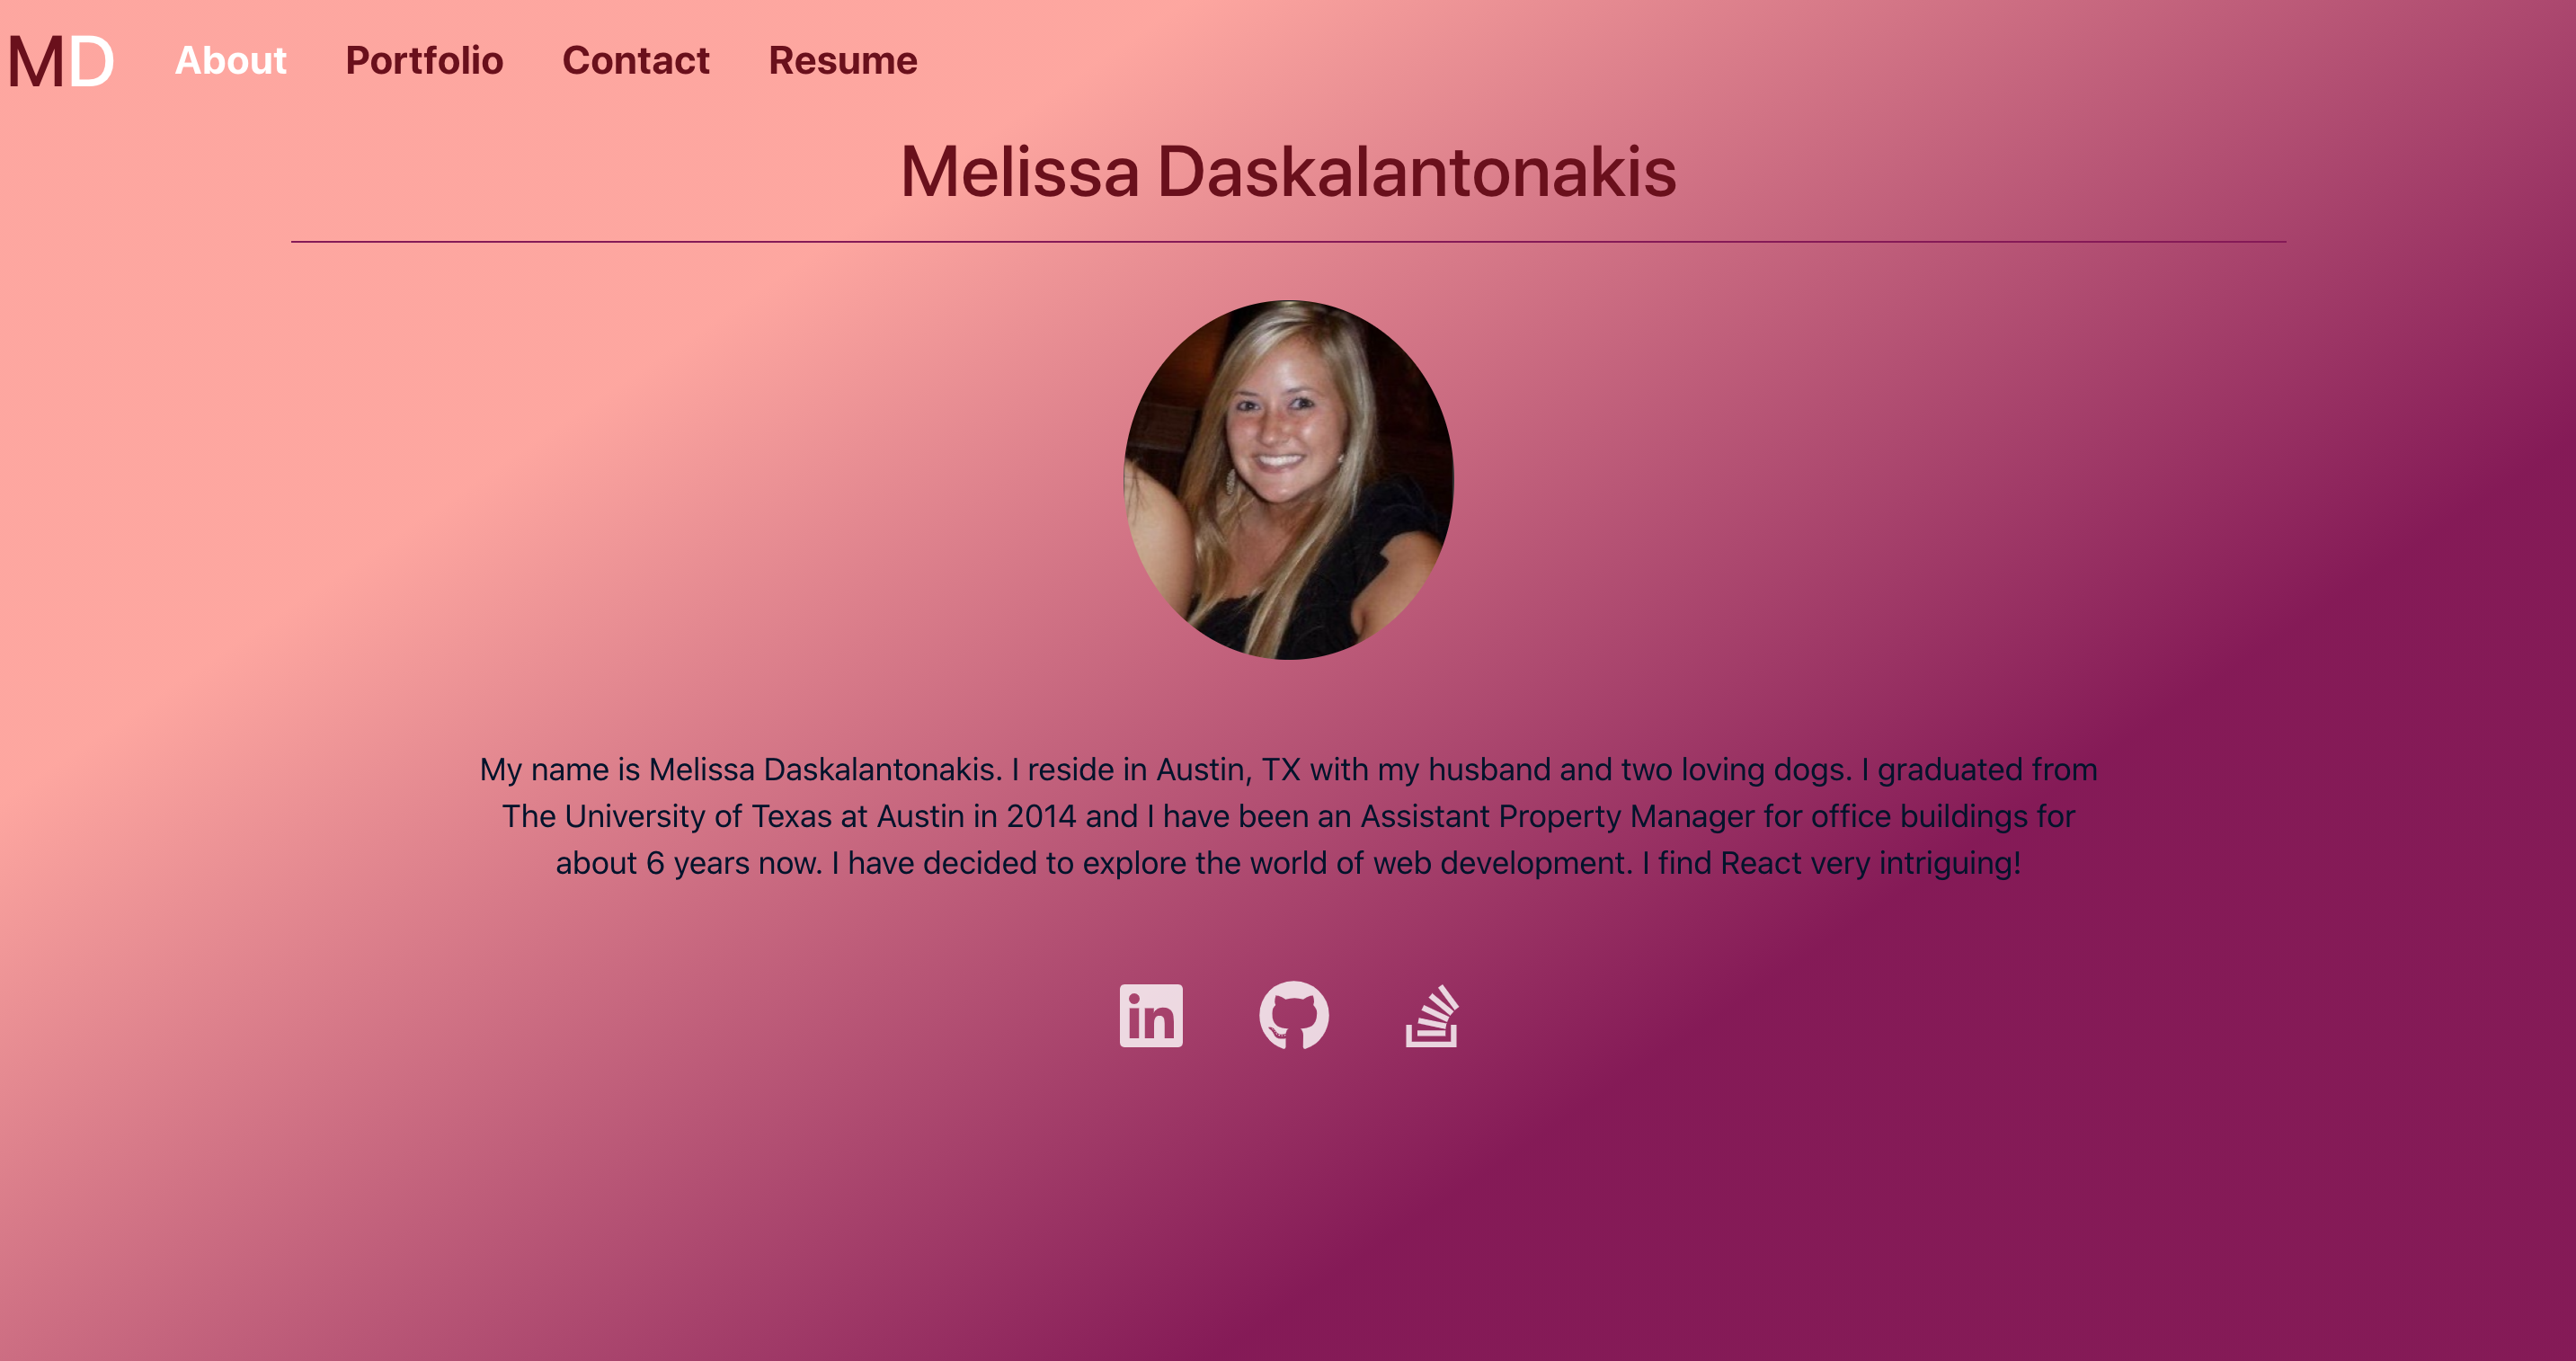 MD About Portfolio Contact Resume
Melissa Daskalantonakis
My name is Melissa Daskalantonakis. I reside in Austin, TX with my husband and two loving dogs. I graduated from
The University of Texas at Austin in 2014 and I have been an Assistant Property Manager for office buildings for
about 6 years now. I have decided to explore the world of web development. I find React very intriguing!
in